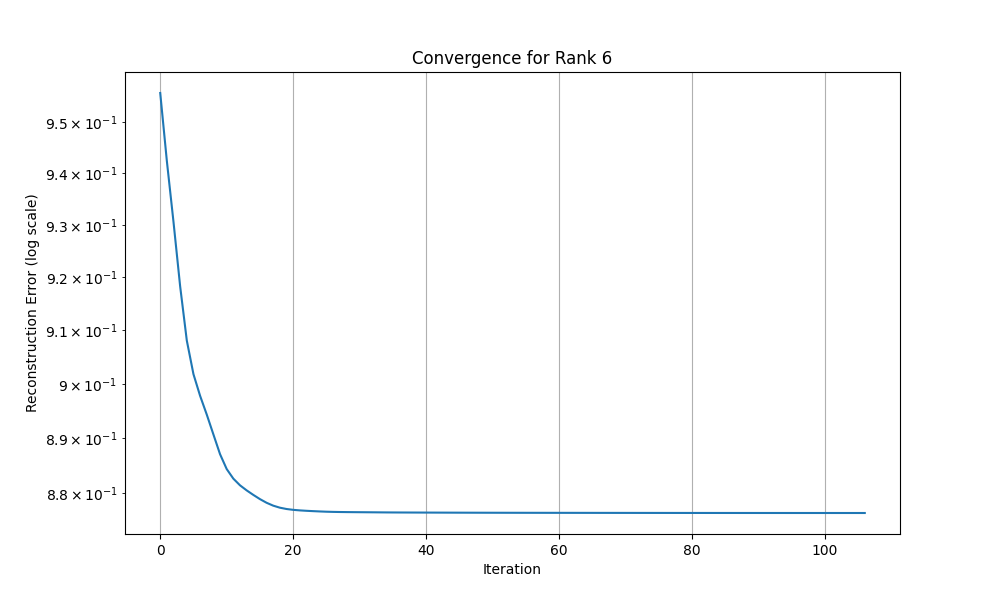 Convergence for Rank 6
Reconstruction Error (log scale)
9.5 × 10⁻¹
9.4 × 10⁻¹
9.3 × 10⁻¹
9.2 × 10⁻¹
9.1 × 10⁻¹
9 × 10⁻¹
8.9 × 10⁻¹
8.8 × 10⁻¹
0 20 40 60 80 100
Iteration